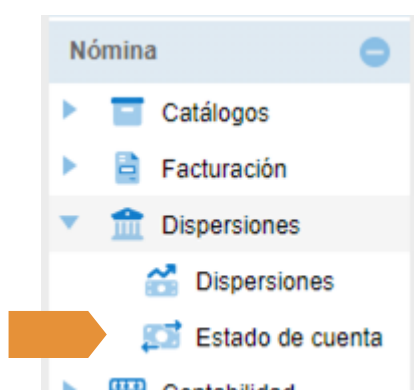 Nómina
Catálogos
Facturación
Dispersiones
Dispersiones
Estado de cuenta